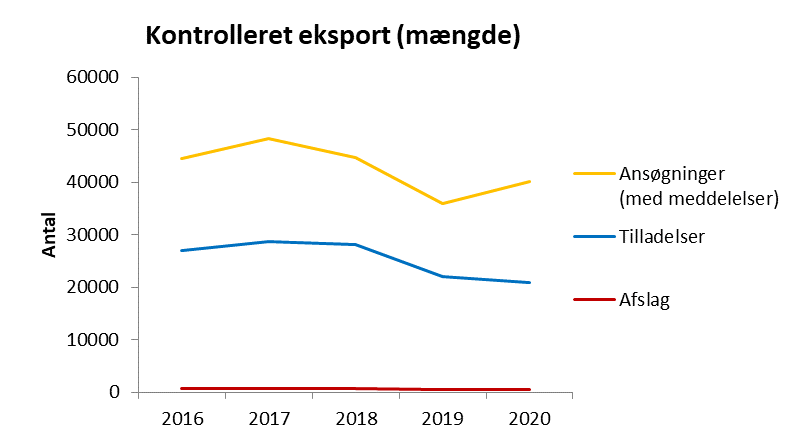 Kontrolleret eksport (mængde)
60000
50000
40000
30000
20000
10000
0
Antal
2016 2017 2018 2019 2020
Ansøgninger
(med meddelelser)
Tilladelser
Afslag